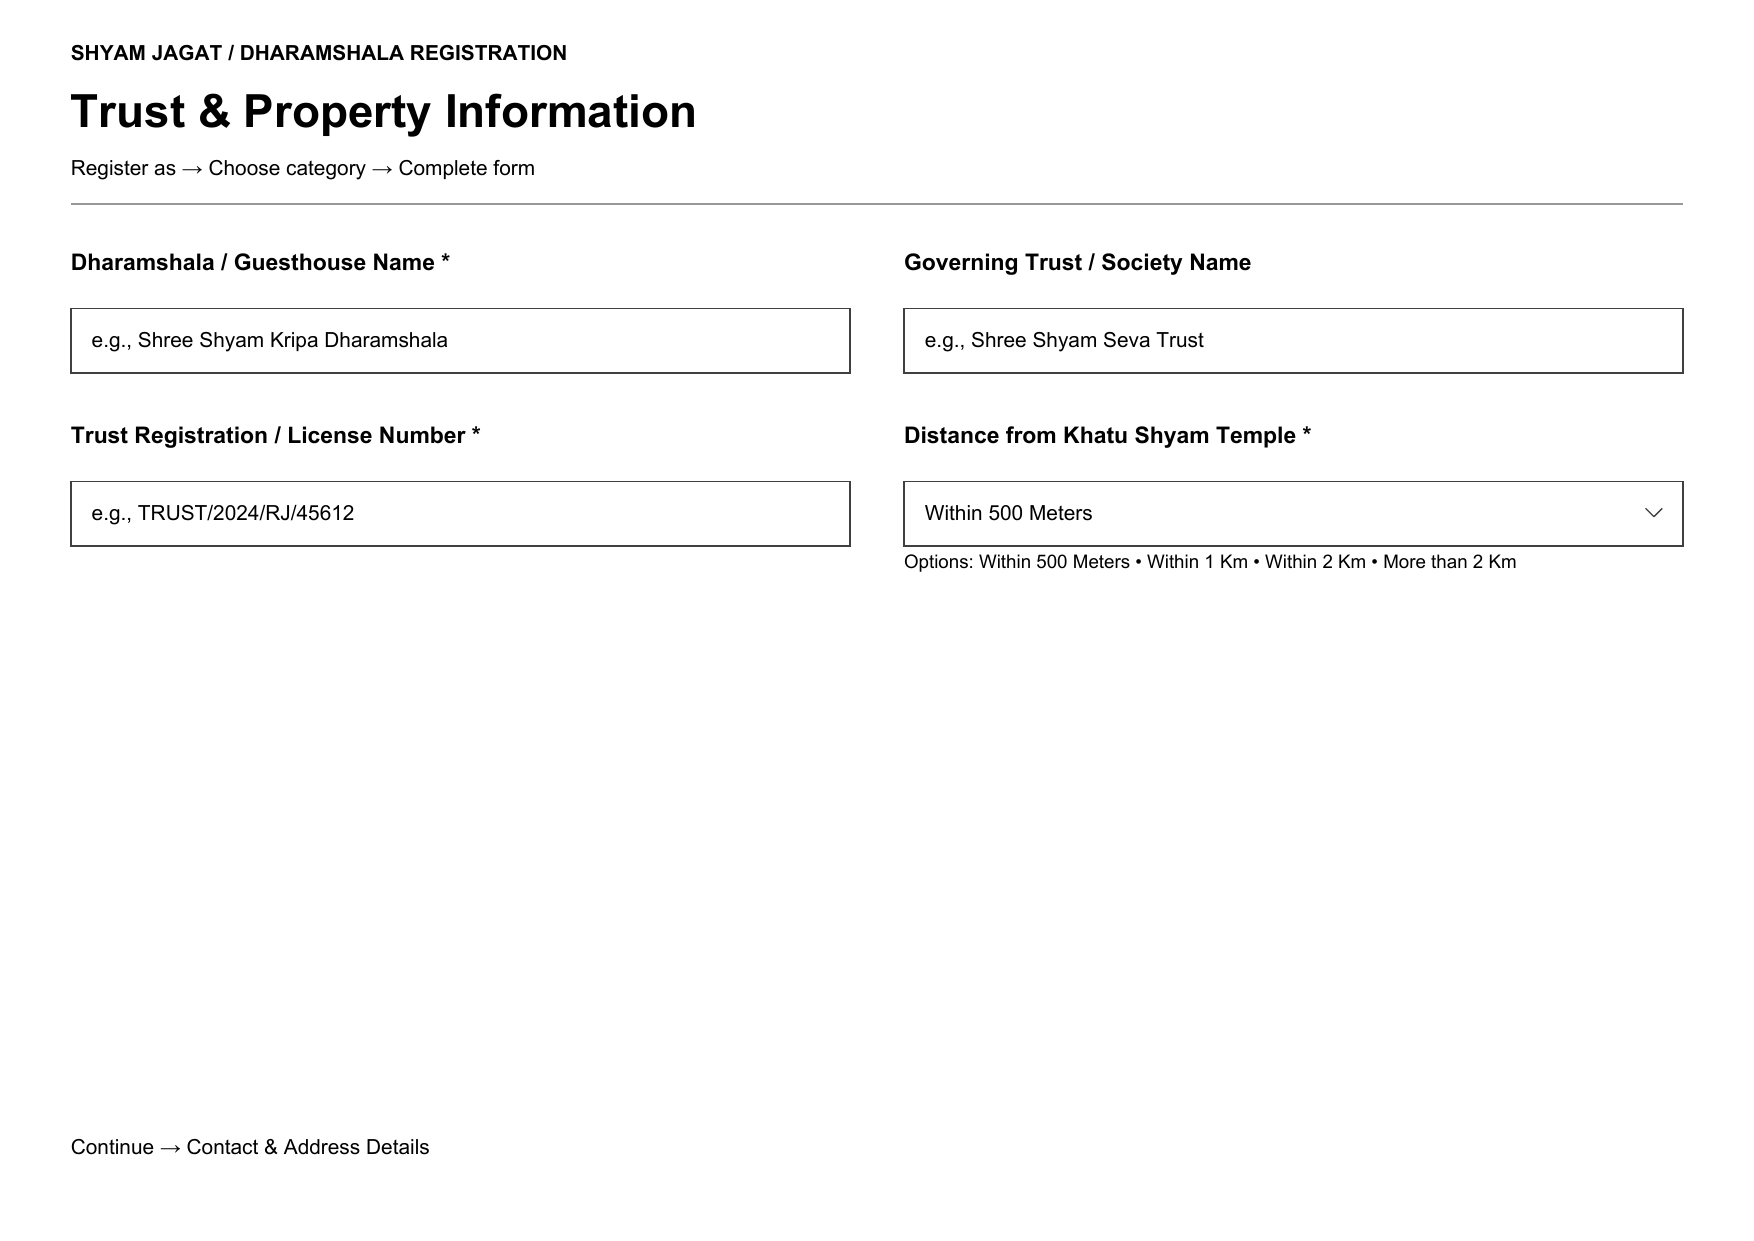 SHYAM JAGAT / DHARAMSHALA REGISTRATION
Trust & Property Information
Register as → Choose category → Complete form
Dharamshala / Guesthouse Name *
e.g., Shree Shyam Kripa Dharamshala
Governing Trust / Society Name
e.g., Shree Shyam Seva Trust
Trust Registration / License Number *
e.g., TRUST/2024/RJ/45612
Distance from Khatu Shyam Temple *
Within 500 Meters
Options: Within 500 Meters • Within 1 Km • Within 2 Km • More than 2 Km
Continue → Contact & Address Details